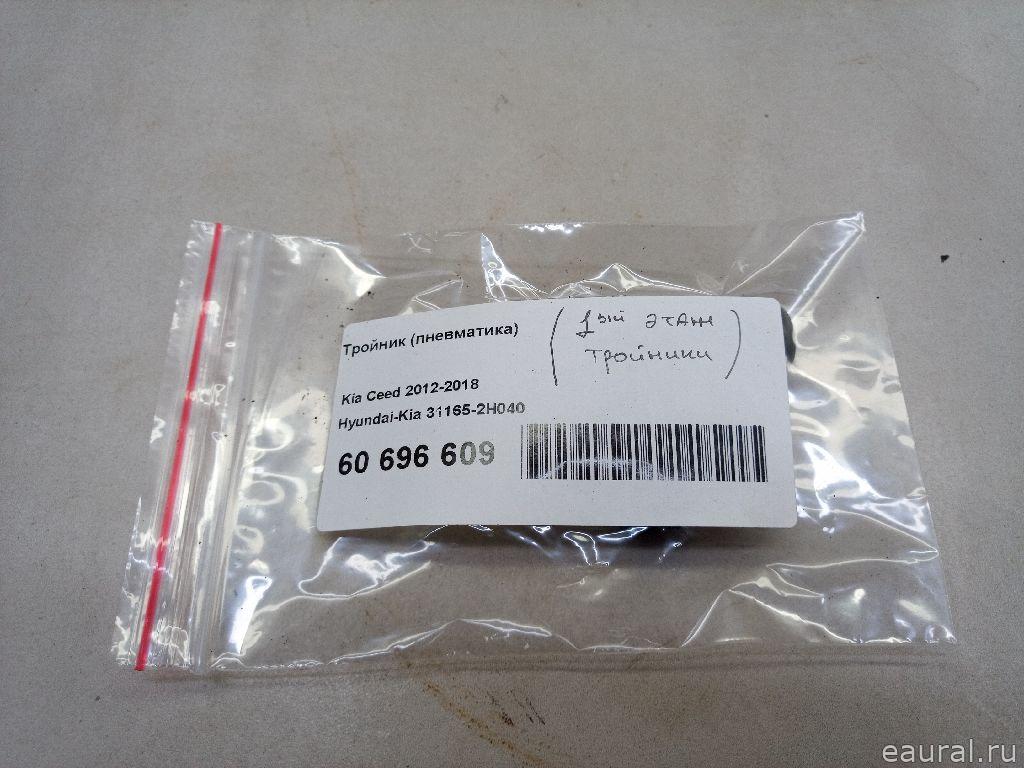 Тройник (пневматика)
(1ый этаж
тройники)
Kia Ceed 2012-2018
Hyundai-Kia 31165-2H040
60 696 609
eaural.ru